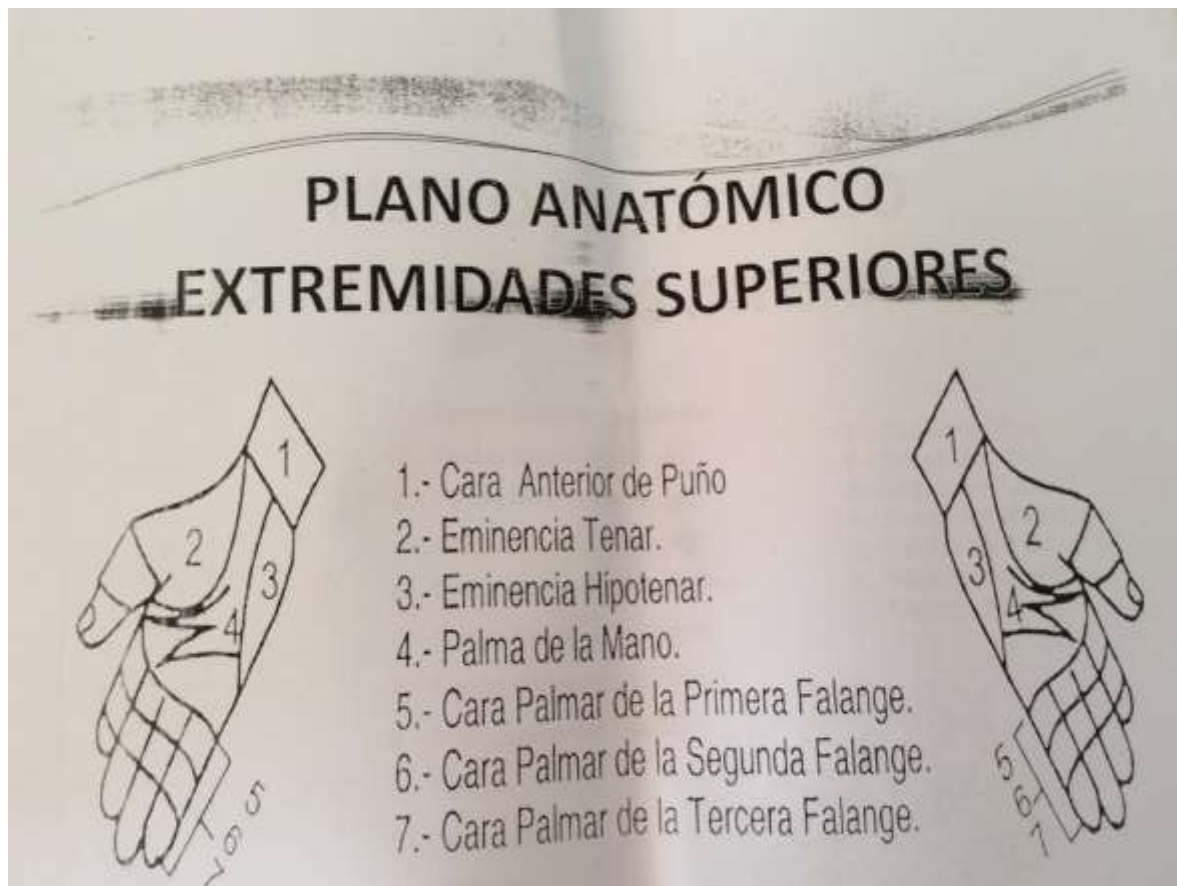 PLANO ANATÓMICO
EXTREMIDADES SUPERIORES
1
2
3
4
5
6
7
1.- Cara Anterior de Puño
2.- Eminencia Tenar.
3.- Eminencia Hipotenar.
4.- Palma de la Mano.
5.- Cara Palmar de la Primera Falange.
6.- Cara Palmar de la Segunda Falange.
7.- Cara Palmar de la Tercera Falange.
1
2
3
4
5
6
7